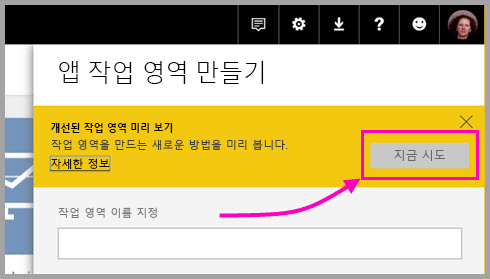 앱 작업 영역 만들기
개선된 작업 영역 미리 보기
작업 영역을 만드는 새로운 방법을 미리 봅니다.
자세한 정보
지금 시도
작업 영역 이름 지정